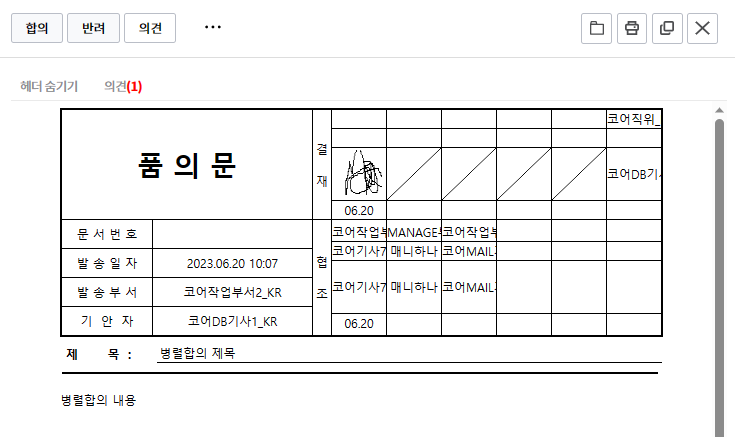 합의 반려 의견 ...
헤더 숨기기 의견(1)
품 의 문
결
재
코어직위_
코어DB기사
06.20
문 서 번 호
발 송 일 자 2023.06.20 10:07
발 송 부 서 코어작업부서2_KR
기 안 자 코어DB기사1_KR
협
조
코어작업부 MANAGE 코어작업부
코어기사7 매니하나 코어MAIL
코어기사7 매니하나 코어MAIL
06.20
제 목 : 병렬합의 제목
병렬합의 내용